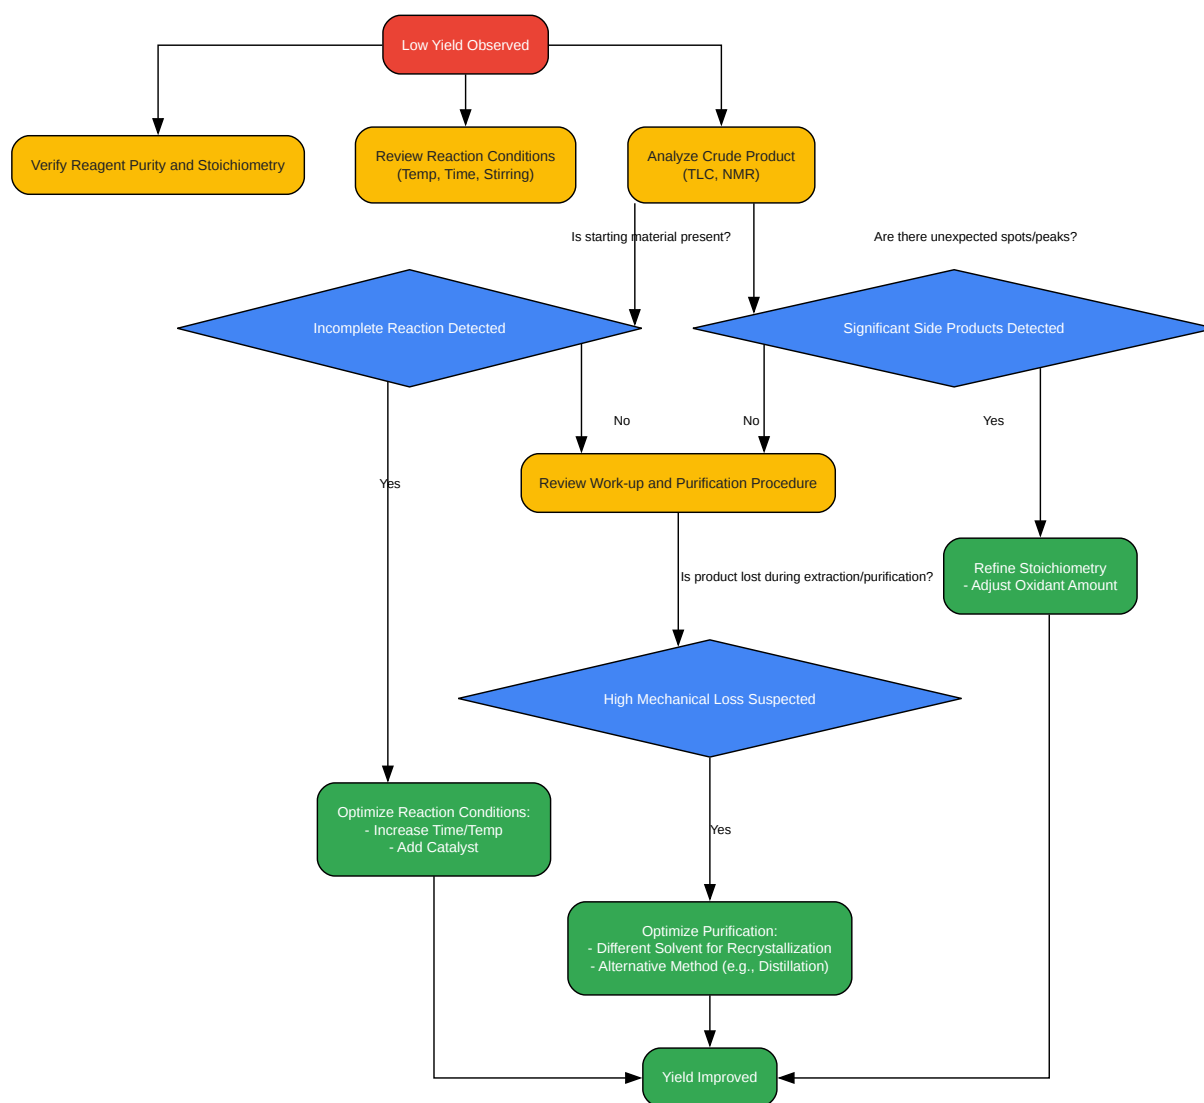 Low Yield Observed
Verify Reagent Purity and Stoichiometry
Review Reaction Conditions
(Temp, Time, Stirring)
Analyze Crude Product
(TLC, NMR)
Is starting material present?
Are there unexpected spots/peaks?
Incomplete Reaction Detected
Significant Side Products Detected
No
No
Yes
Yes
Review Work-up and Purification Procedure
Is product lost during extraction/purification?
Refine Stoichiometry
- Adjust Oxidant Amount
High Mechanical Loss Suspected
Optimize Reaction Conditions:
- Increase Time/Temp
- Add Catalyst
Yes
Optimize Purification:
- Different Solvent for Recrystallization
- Alternative Method (e.g., Distillation)
Yield Improved